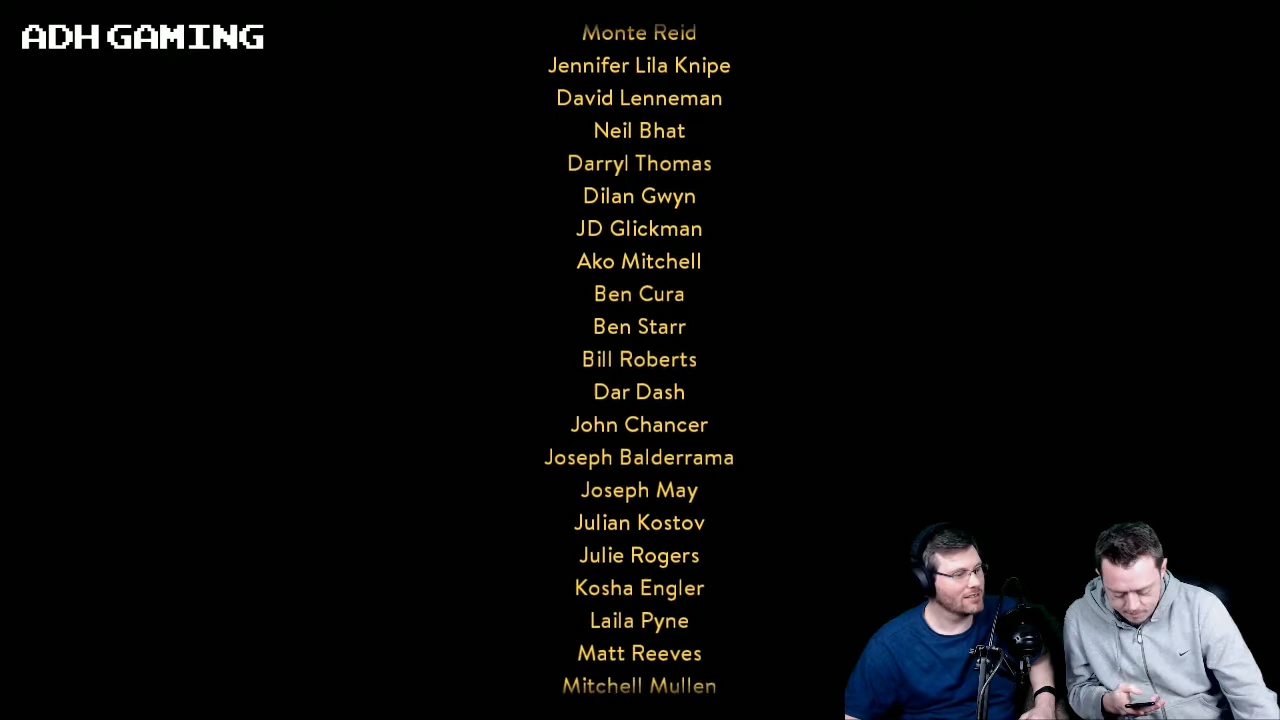 ADH GAMING
Monte Reid
Jennifer Lila Knipe
David Lenneman
Neil Bhat
Darryl Thomas
Dilan Gwyn
JD Glickman
Ako Mitchell
Ben Cura
Ben Starr
Bill Roberts
Dar Dash
John Chancer
Joseph Balderrama
Joseph May
Julian Kostov
Julie Rogers
Kosha Engler
Laila Pyne
Matt Reeves
Mitchell Mullen